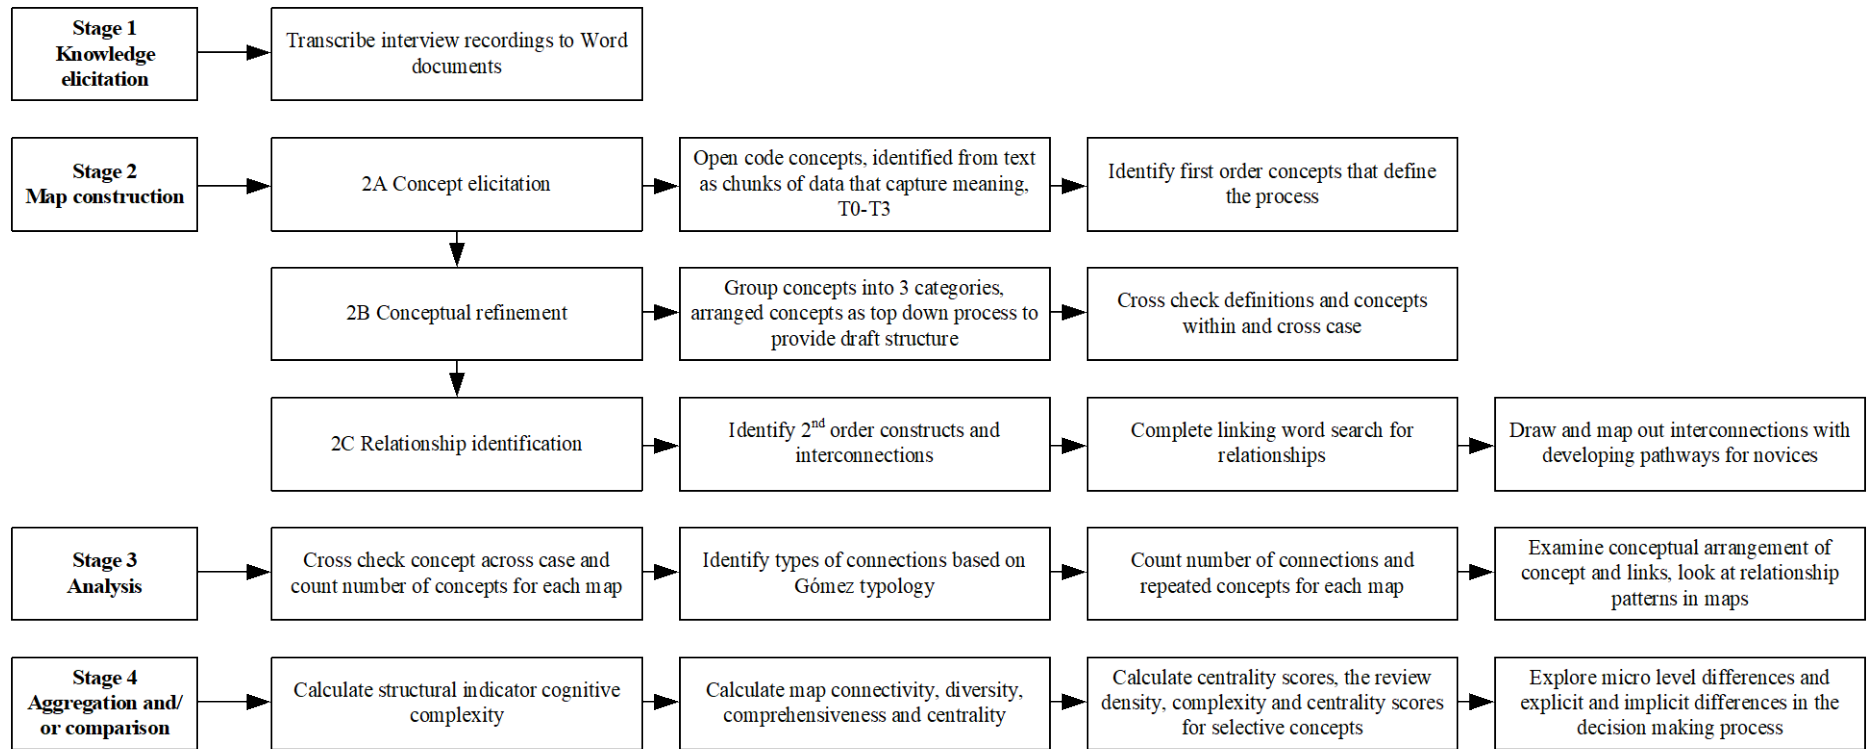 Stage 1
Knowledge
elicitation
Transcribe interview recordings to Word
documents
Stage 2
Map construction
2A Concept elicitation
Open code concepts, identified from text
as chunks of data that capture meaning,
T0-T3
Identify first order concepts that define
the process
2B Conceptual refinement
Group concepts into 3 categories,
arranged concepts as top down process to
provide draft structure
Cross check definitions and concepts
within and cross case
2C Relationship identification
Identify 2nd order constructs and
interconnections
Complete linking word search for
relationships
Draw and map out interconnections with
developing pathways for novices
Stage 3
Analysis
Cross check concept across case and
count number of concepts for each map
Identify types of connections based on
Gómez typology
Count number of connections and
repeated concepts for each map
Examine conceptual arrangement of
concept and links, look at relationship
patterns in maps
Stage 4
Aggregation and/
or comparison
Calculate structural indicator cognitive
complexity
Calculate map connectivity, diversity,
comprehensiveness and centrality
Calculate centrality scores, the review
density, complexity and centrality scores
for selective concepts
Explore micro level differences and
explicit and implicit differences in the
decision making process